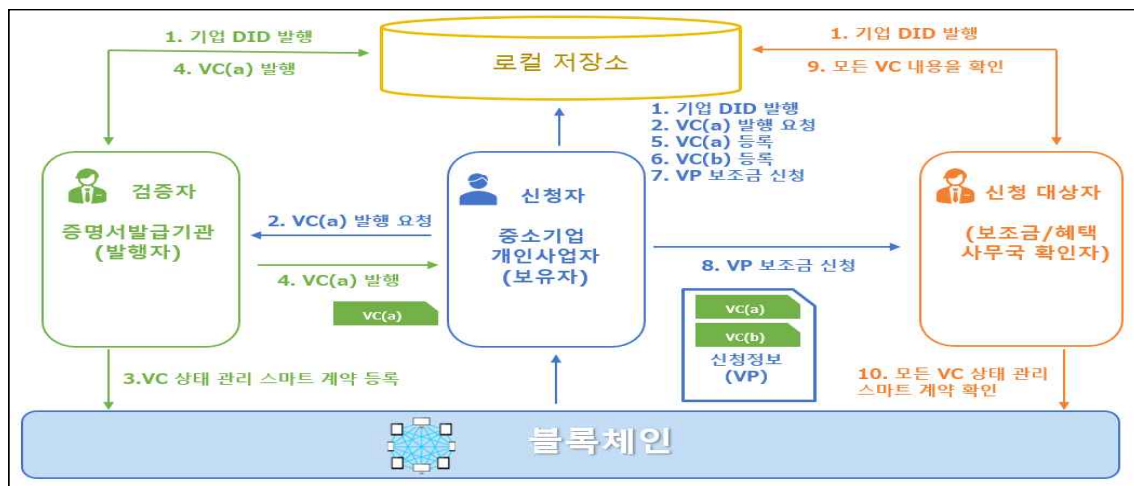 1. 기업 DID 발행
4. VC(a) 발행
로컬 저장소
1. 기업 DID 발행
9. 모든 VC 내용을 확인
1. 기업 DID 발행
2. VC(a) 발행 요청
5. VC(a) 등록
6. VC(b) 등록
7. VP 보조금 신청
검증자
증명서발급기관
(발행자)
2. VC(a) 발행 요청
4. VC(a) 발행
VC(a)
신청자
중소기업
개인사업자
(보유자)
8. VP 보조금 신청
VC(a)
VC(b)
신청정보
(VP)
신청 대상자
(보조금/혜택
사무국 확인자)
3.VC 상태 관리 스마트 계약 등록
10. 모든 VC 상태 관리
스마트 계약 확인
블록체인